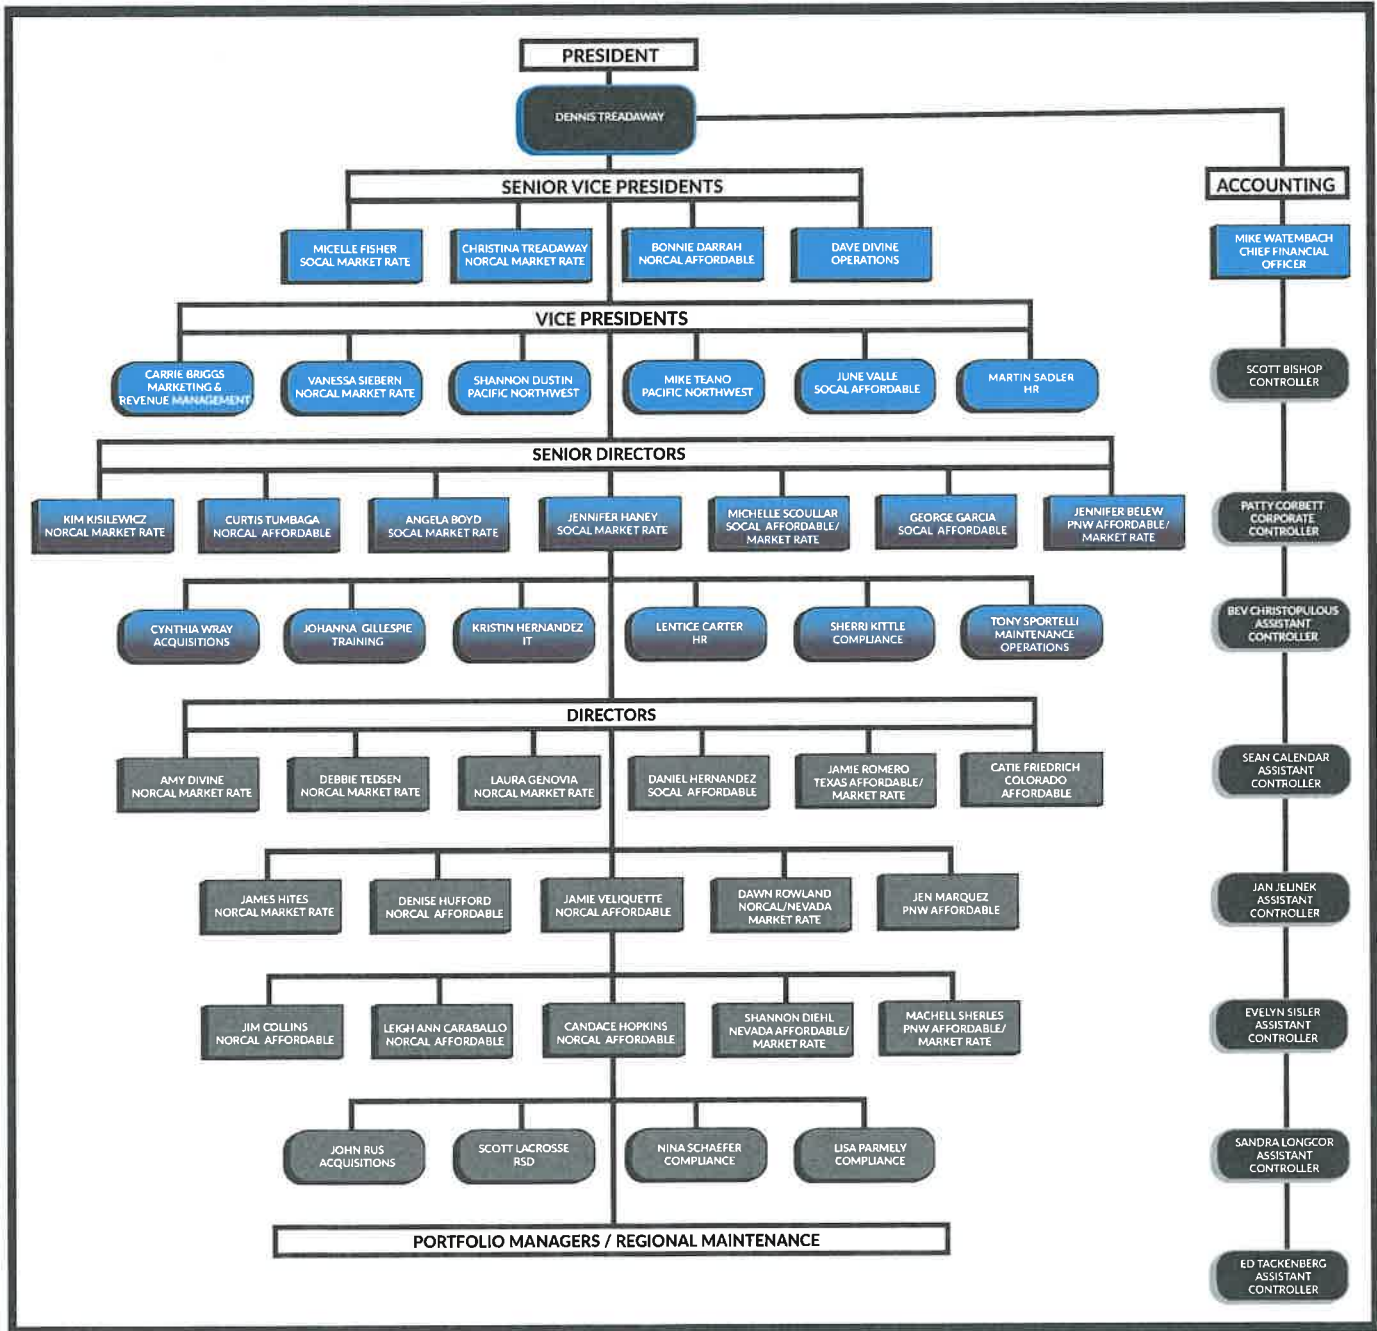 PRESIDENT
DENNIS TREADAWAY
SENIOR VICE PRESIDENTS
MICELLE FISHER
SOCAL MARKET RATE
CHRISTINA TREADAWAY
NORCAL MARKET RATE
BONNIE DARRAH
NORCAL AFFORDABLE
DAVE DIVINE
OPERATIONS
VICE PRESIDENTS
CARRIE BRIGGS
MARKETING &
REVENUE MANAGEMENT
VANESSA SIEBERN
NORCAL MARKET RATE
SHANNON DUSTIN
PACIFIC NORTHWEST
MIKE TEANO
PACIFIC NORTHWEST
JUNE VALLE
SOCAL AFFORDABLE
MARTIN SADLER
HR
SENIOR DIRECTORS
KIM KISILEWICZ
NORCAL MARKET RATE
CURTIS TUMBAGA
NORCAL AFFORDABLE
ANGELA BOYD
SOCAL MARKET RATE
JENNIFER HANEY
SOCAL MARKET RATE
MICHELLE SCOULLAR
SOCAL AFFORDABLE/
MARKET RATE
GEORGE GARCIA
SOCAL AFFORDABLE
JENNIFER BELEW
PNW AFFORDABLE/
MARKET RATE
CYNTHIA WRAY
ACQUISITIONS
JOHANNA GILLESPIE
TRAINING
KRISTIN HERNANDEZ
IT
LENTICE CARTER
HR
SHERRI KITTLE
COMPLIANCE
TONY SPORTELLI
MAINTENANCE
OPERATIONS
DIRECTORS
AMY DIVINE
NORCAL MARKET RATE
DEBBIE TEDSEN
NORCAL MARKET RATE
LAURA GENOVIA
NORCAL MARKET RATE
DANIEL HERNANDEZ
SOCAL AFFORDABLE
JAMIE ROMERO
TEXAS AFFORDABLE/
MARKET RATE
CATIE FRIEDRICH
COLORADO
AFFORDABLE
JAMES HITES
NORCAL MARKET RATE
DENISE HUFFORD
NORCAL AFFORDABLE
JAMIE VELIQUETTE
NORCAL AFFORDABLE
DAWN ROWLAND
NORCAL/NEVADA
MARKET RATE
JEN MARQUEZ
PNW AFFORDABLE
JIM COLLINS
NORCAL AFFORDABLE
LEIGH ANN CARABALLO
NORCAL AFFORDABLE
CANDACE HOPKINS
NORCAL AFFORDABLE
SHANNON DIEHL
NEVADA AFFORDABLE/
MARKET RATE
MACHELL SHERLES
PNW AFFORDABLE/
MARKET RATE
JOHN RUS
ACQUISITIONS
SCOTT LACROSSE
RSD
NINA SCHAEFER
COMPLIANCE
LISA PARMELY
COMPLIANCE
PORTFOLIO MANAGERS / REGIONAL MAINTENANCE
ACCOUNTING
MIKE WATEMBACH
CHIEF FINANCIAL
OFFICER
SCOTT BISHOP
CONTROLLER
PATTY CORBETT
CORPORATE
CONTROLLER
BEV CHRISTOPULOUS
ASSISTANT
CONTROLLER
SEAN CALENDAR
ASSISTANT
CONTROLLER
JAN JELINEK
ASSISTANT
CONTROLLER
EVELYN SISLER
ASSISTANT
CONTROLLER
SANDRA LONGCOR
ASSISTANT
CONTROLLER
ED TACKENBERG
ASSISTANT
CONTROLLER